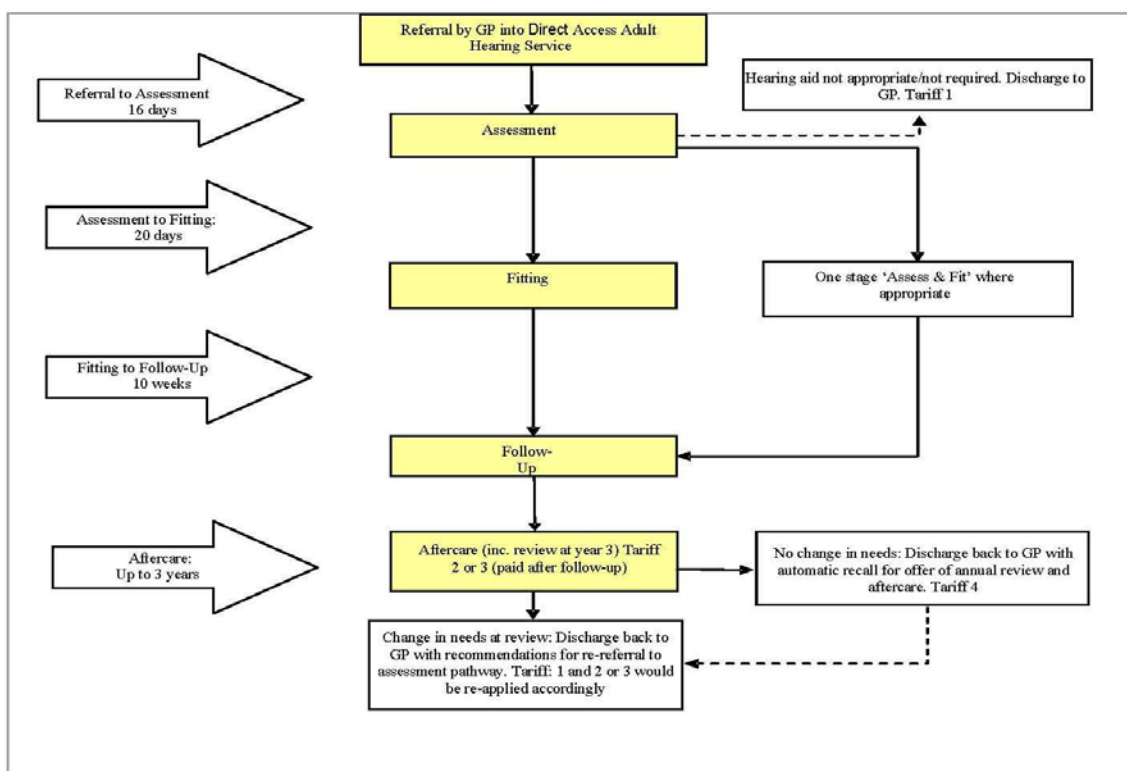 Referral by GP into Direct Access Adult
Hearing Service
Referral to Assessment
16 days
Hearing aid not appropriate/not required. Discharge to
GP. Tariff 1
Assessment
Assessment to Fitting:
20 days
Fitting
One stage ‘Assess & Fit’ where
appropriate
Fitting to Follow-Up
10 weeks
Follow-
Up
Aftercare:
Up to 3 years
Aftercare (inc. review at year 3) Tariff
2 or 3 (paid after follow-up)
No change in needs: Discharge back to GP with
automatic recall for offer of annual review and
aftercare. Tariff 4
Change in needs at review: Discharge back to
GP with recommendations for re-referral to
assessment pathway. Tariff: 1 and 2 or 3 would
be re-applied accordingly